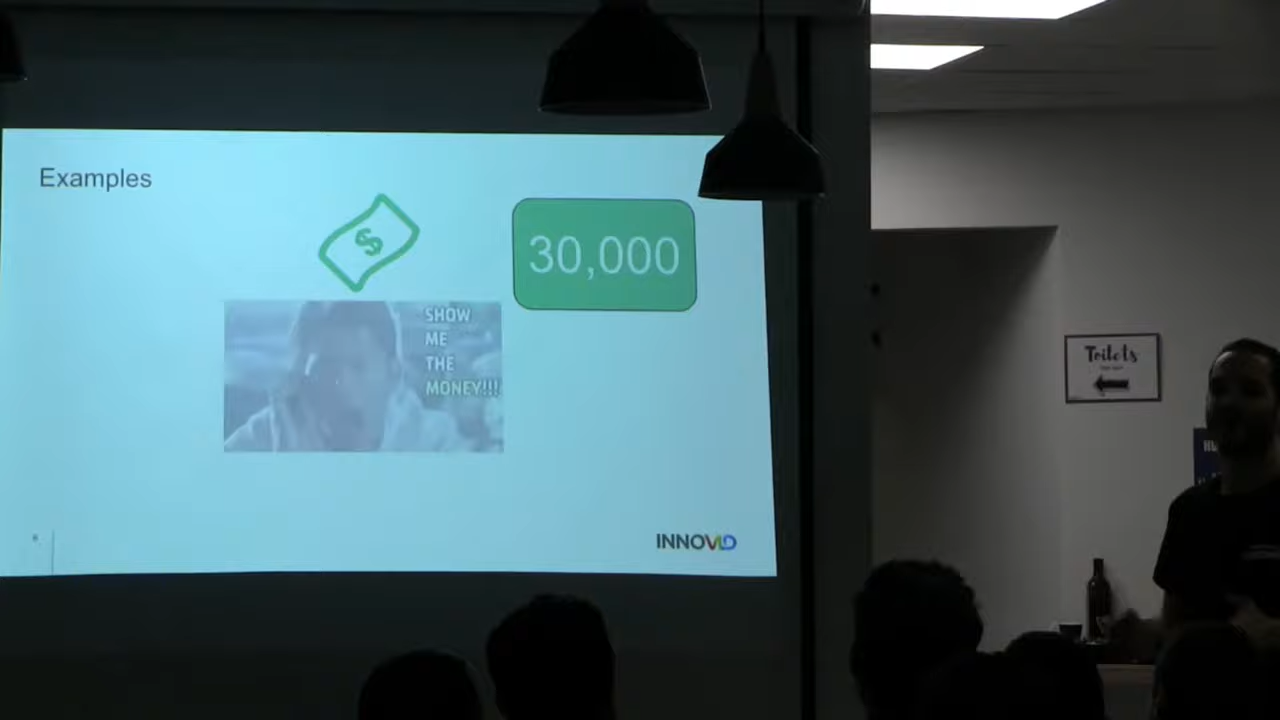 Examples
$
30,000
SHOW
ME
THE
MONEY!!!
INNOVID
Toilets